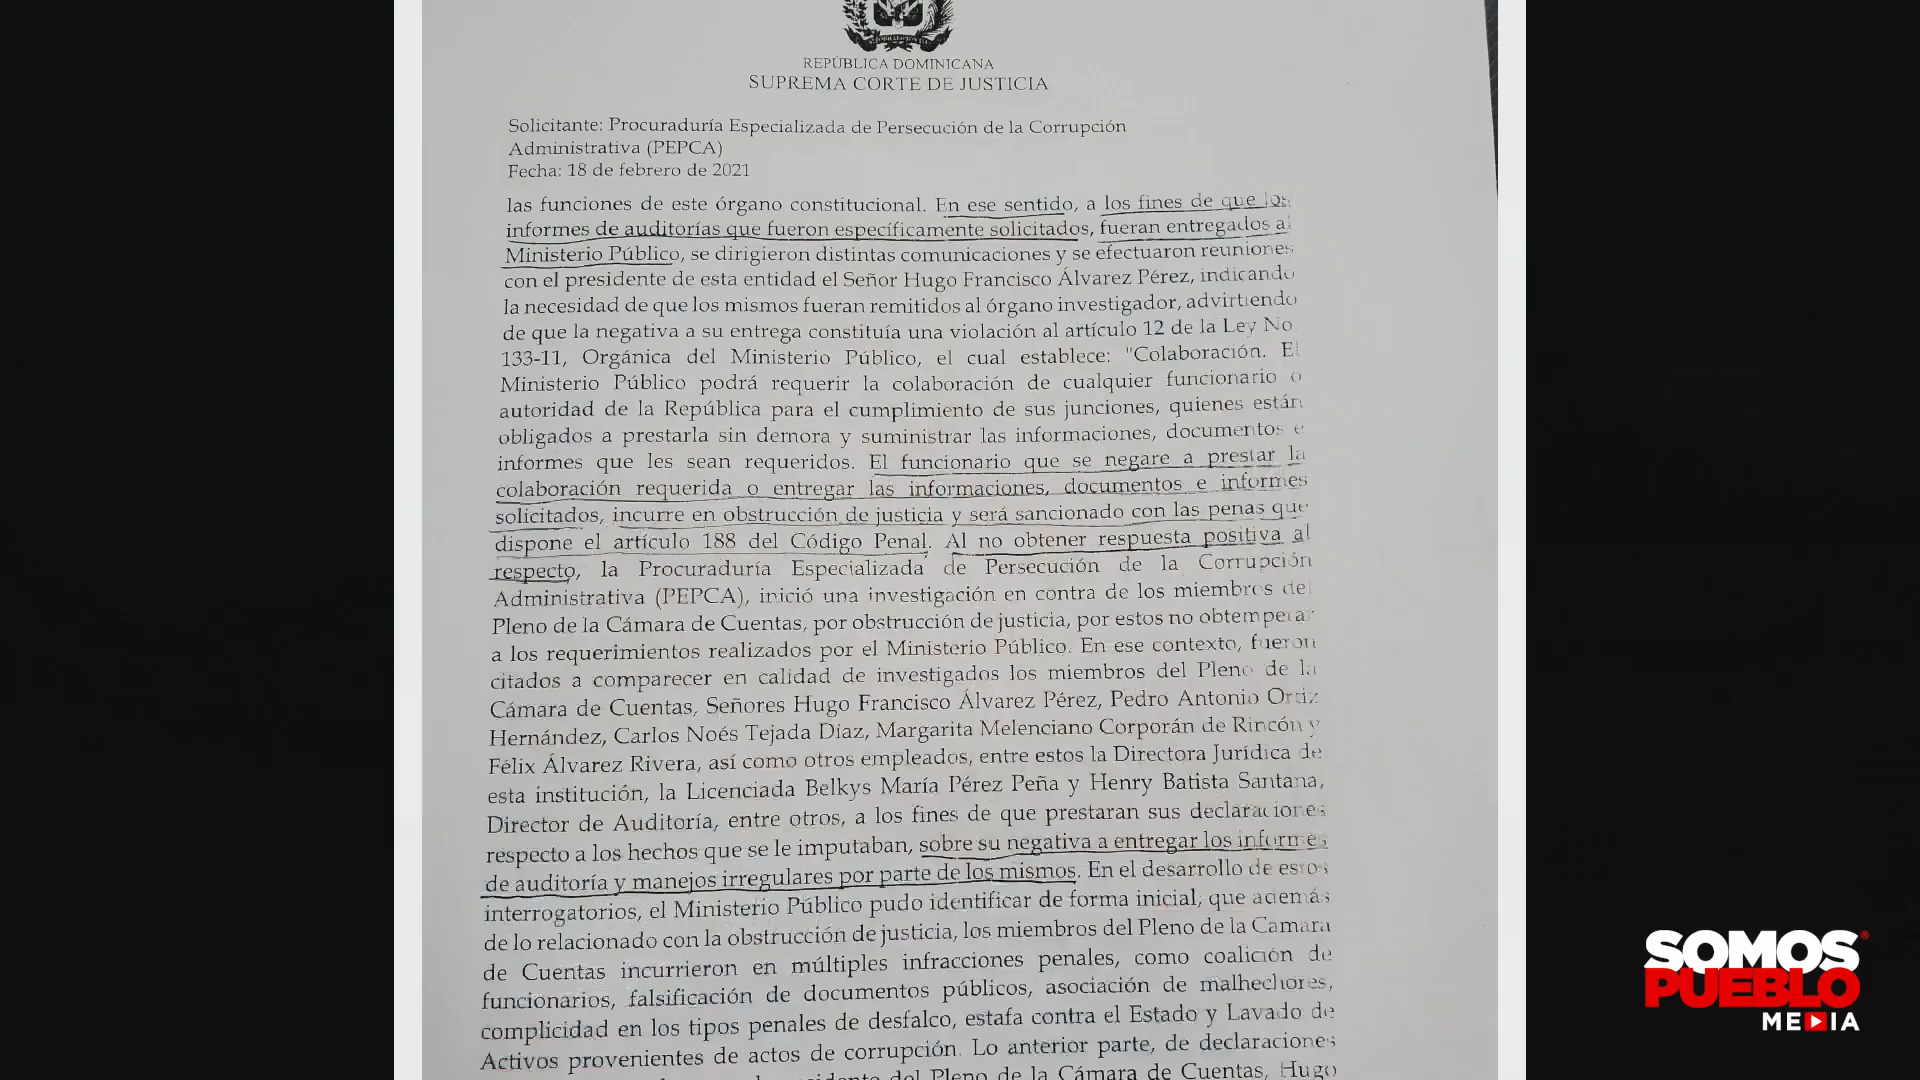 REPÚBLICA DOMINICANA
SUPREMA CORTE DE JUSTICIA
Solicitante: Procuraduría Especializada de Persecución de la Corrupción
Administrativa (PEPCA)
Fecha: 18 de febrero de 2021
las funciones de este órgano constitucional. En ese sentido, a los fines de que los
informes de auditorías que fueron específicamente solicitados, fueran entregados al
Ministerio Público, se dirigieron distintas comunicaciones y se efectuaron reuniones
con el presidente de esta entidad el Señor Hugo Francisco Álvarez Pérez, indicando
la necesidad de que los mismos fueran remitidos al órgano investigador, advirtiendo
de que la negativa a su entrega constituía una violación al artículo 12 de la Ley No
133-11, Orgánica del Ministerio Público, el cual establece: "Colaboración. El
Ministerio Público podrá requerir la colaboración de cualquier funcionario o
autoridad de la República para el cumplimiento de sus junciones, quienes están
obligados a prestarla sin demora y suministrar las informaciones, documentos e
informes que les sean requeridos. El funcionario que se negare a prestar la
colaboración requerida o entregar las informaciones, documentos e informes
solicitados, incurre en obstrucción de justicia y será sancionado con las penas que
dispone el artículo 188 del Código Penal. Al no obtener respuesta positiva al
respecto, la Procuraduría Especializada de Persecución de la Corrupción
Administrativa (PEPCA), inició una investigación en contra de los miembros del
Pleno de la Cámara de Cuentas, por obstrucción de justicia, por estos no obtemperar
a los requerimientos realizados por el Ministerio Público. En ese contexto, fueron
citados a comparecer en calidad de investigados los miembros del Pleno de la
Cámara de Cuentas, Señores Hugo Francisco Álvarez Pérez, Pedro Antonio Ortiz
Hernández, Carlos Noés Tejada Díaz, Margarita Melenciano Corporán de Rincón y
Félix Álvarez Rivera, así como otros empleados, entre estos la Directora Jurídica de
esta institución, la Licenciada Belkys María Pérez Peña y Henry Batista Santana,
Director de Auditoría, entre otros, a los fines de que prestaran sus declaraciones
respecto a los hechos que se le imputaban, sobre su negativa a entregar los informes
de auditoría y manejos irregulares por parte de los mismos. En el desarrollo de estos
interrogatorios, el Ministerio Público pudo identificar de forma inicial, que además
de lo relacionado con la obstrucción de justicia, los miembros del Pleno de la Cámara
de Cuentas incurrieron en múltiples infracciones penales, como coalición de
funcionarios, falsificación de documentos públicos, asociación de malhechores,
complicidad en los tipos penales de desfalco, estafa contra el Estado y Lavado de
Activos provenientes de actos de corrupción. Lo anterior parte, de declaraciones
del Pleno de la Cámara de Cuentas, Hugo
SOMOS
PUEBLO
MEDIA